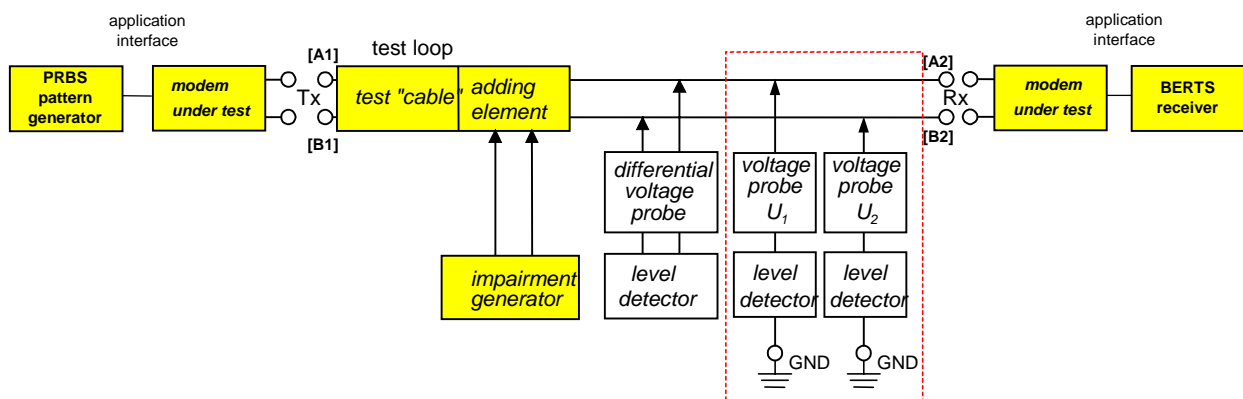 application
interface
PRBS
pattern
generator
modem
under test
Tx
[A1]
[B1]
test loop
test "cable"
adding
element
impairment
generator
differential
voltage
probe
level
detector
voltage
probe
U1
level
detector
GND
voltage
probe
U2
level
detector
GND
[A2]
[B2]
Rx
application
interface
modem
under test
BERTS
receiver